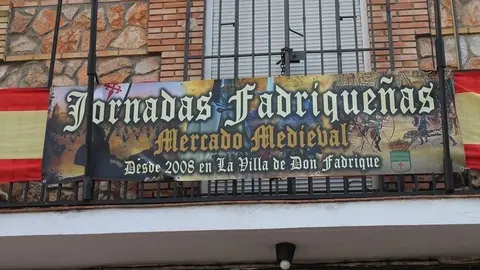 Jornadas Fadriqueñas
Mercado Medieval
Desde 2008 en La Villa de Don Fadrique